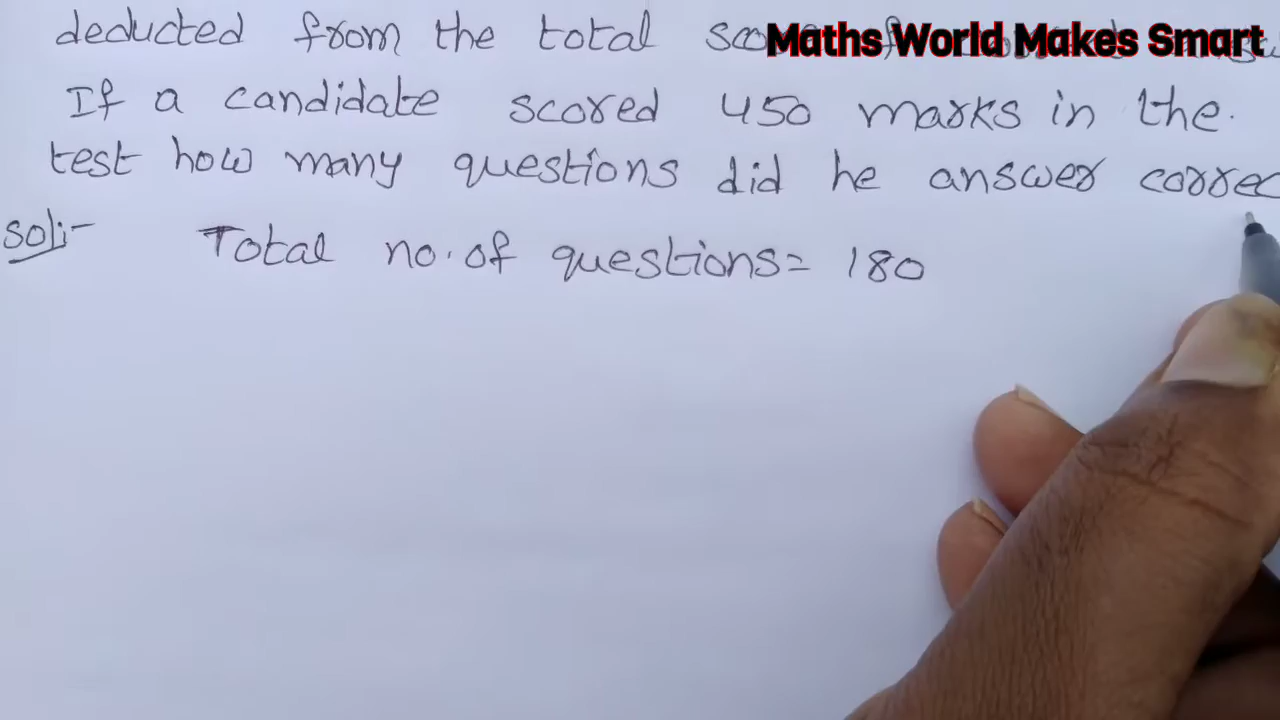 deducted from the total
Maths World Makes Smart
If a candidate scored 450 marks in the.
test how many questions did he answer correc
Sol:- Total no. of questions = 180